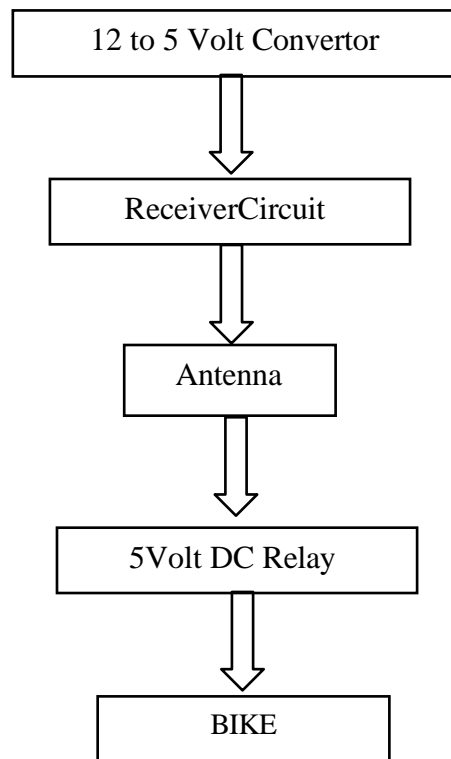 12 to 5 Volt Convertor
ReceiverCircuit
Antenna
5Volt DC Relay
BIKE